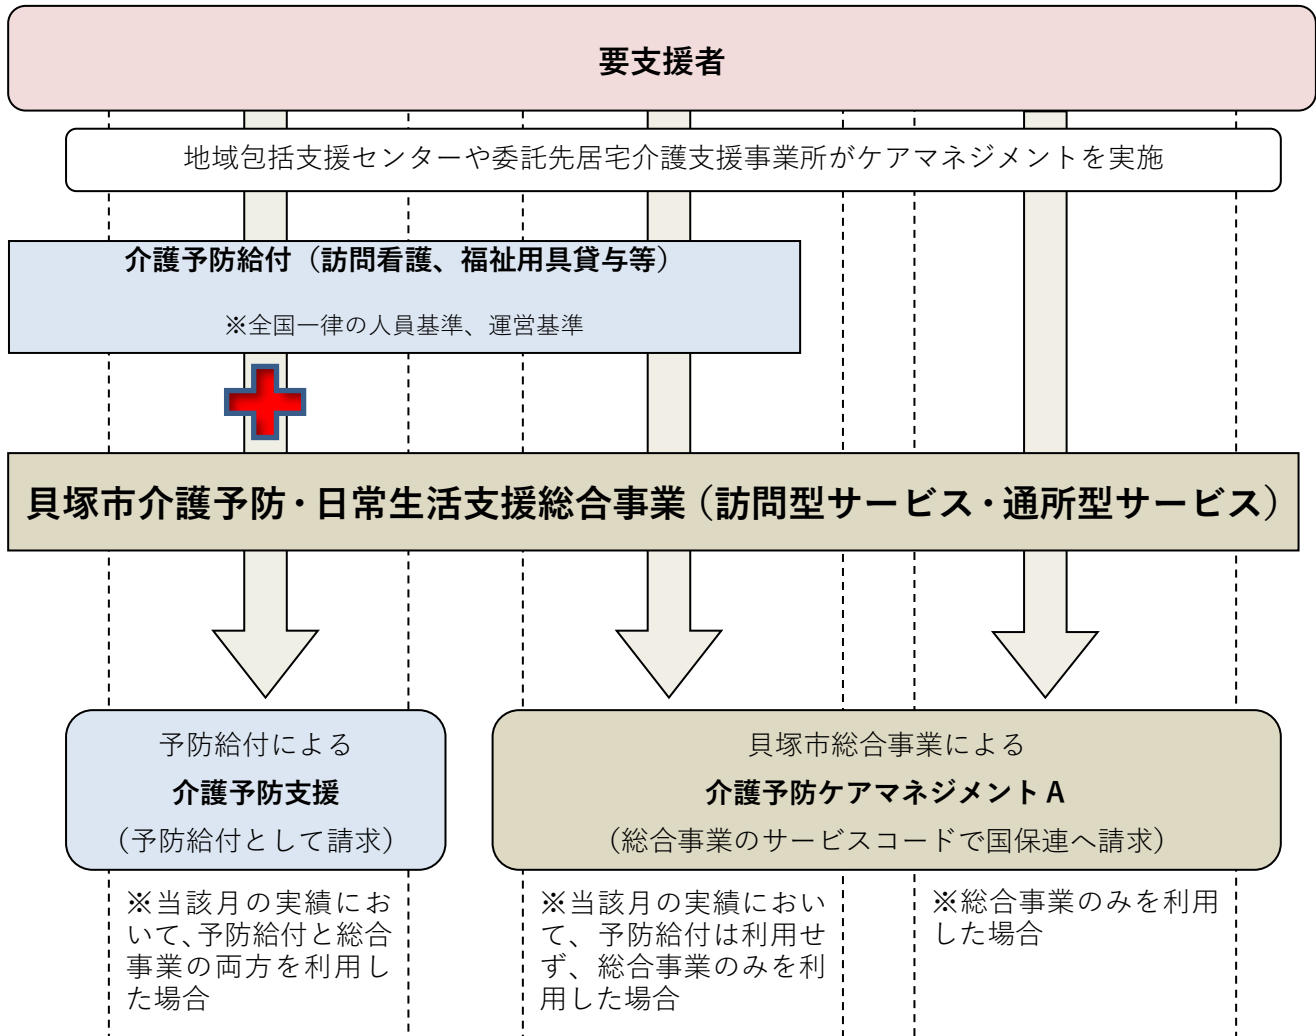 要支援者
地域包括支援センターや委託先居宅介護支援事業所がケアマネジメントを実施
介護予防給付（訪問看護、福祉用具貸与等）
※全国一律の人員基準、運営基準
貝塚市介護予防・日常生活支援総合事業（訪問型サービス・通所型サービス）
予防給付による
介護予防支援
（予防給付として請求）
貝塚市総合事業による
介護予防ケアマネジメント A
（総合事業のサービスコードで国保連へ請求）
※当該月の実績にお
いて、予防給付と総合
事業の両方を利用し
た場合
※当該月の実績におい
て、予防給付は利用せ
ず、総合事業のみを利
用した場合
※総合事業のみを利用
した場合